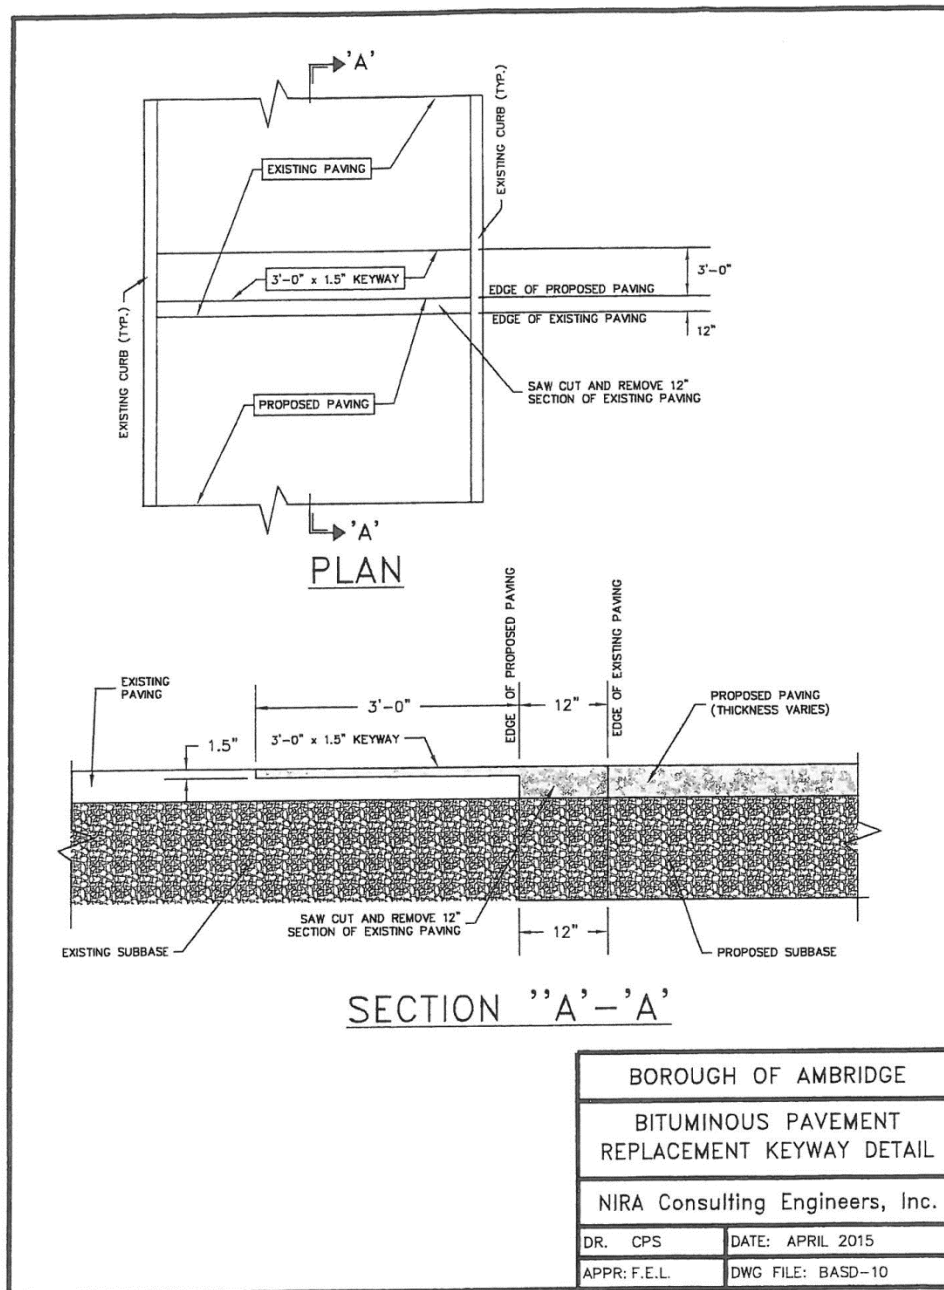 'A'
EXISTING CURB (TYP.)
EXISTING PAVING
3'-0" x 1.5" KEYWAY
3'-0"
EDGE OF PROPOSED PAVING
EDGE OF EXISTING PAVING
12"
EXISTING CURB (TYP.)
SAW CUT AND REMOVE 12"
SECTION OF EXISTING PAVING
PROPOSED PAVING
'A'
PLAN
EDGE OF PROPOSED PAVING
EDGE OF EXISTING PAVING
EXISTING
PAVING
3'-0"
12"
PROPOSED PAVING
(THICKNESS VARIES)
1.5"
3'-0" x 1.5" KEYWAY
SAW CUT AND REMOVE 12"
SECTION OF EXISTING PAVING
12"
EXISTING SUBBASE
PROPOSED SUBBASE
SECTION ''A'-'A'
BOROUGH OF AMBRIDGE
BITUMINOUS PAVEMENT
REPLACEMENT KEYWAY DETAIL
NIRA Consulting Engineers, Inc.
DR. CPS
DATE: APRIL 2015
APPR: F.E.L.
DWG FILE: BASD-10